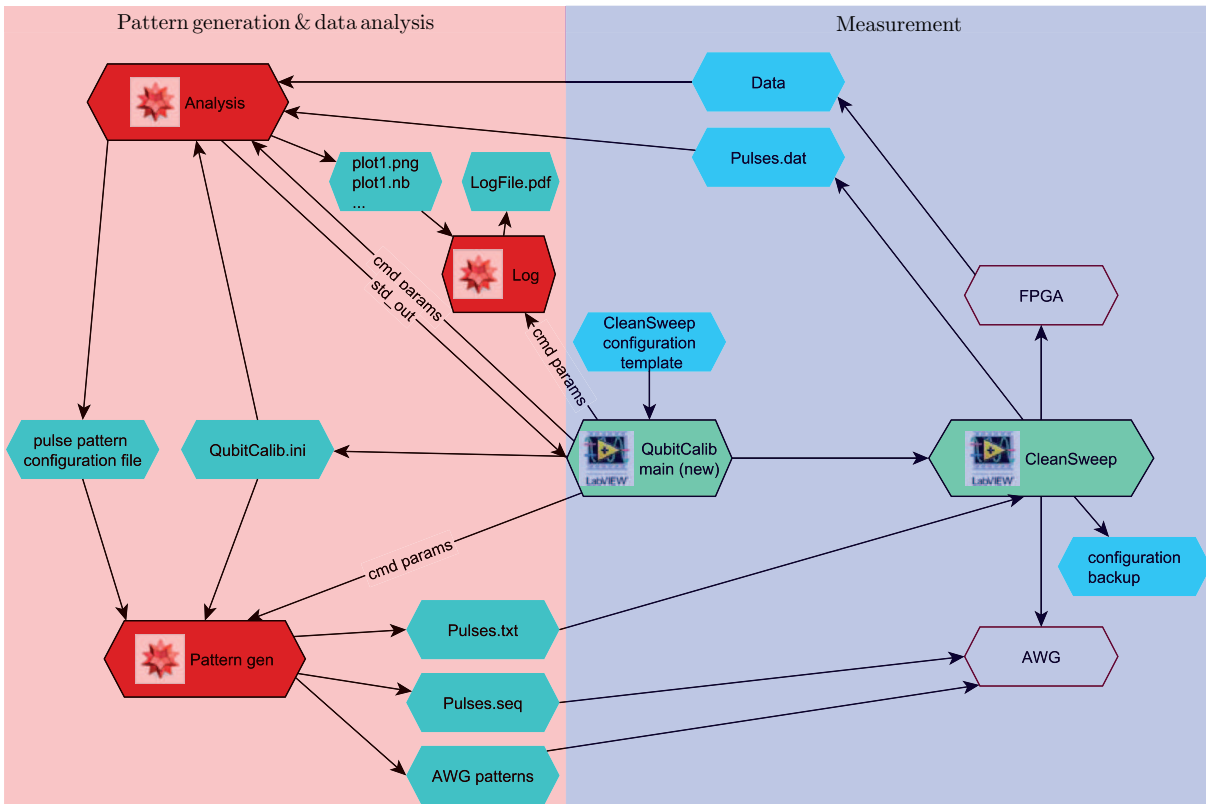 Pattern generation & data analysis
Measurement
Analysis
Data
Pulses.dat
plot1.png
plot1.nb
...
LogFile.pdf
Log
cmd params
std_out
cmd params
CleanSweep
configuration
template
FPGA
pulse pattern
configuration file
QubitCalib.ini
LabVIEW
QubitCalib
main (new)
LabVIEW
CleanSweep
cmd params
configuration
backup
Pattern gen
Pulses.txt
AWG
Pulses.seq
AWG patterns